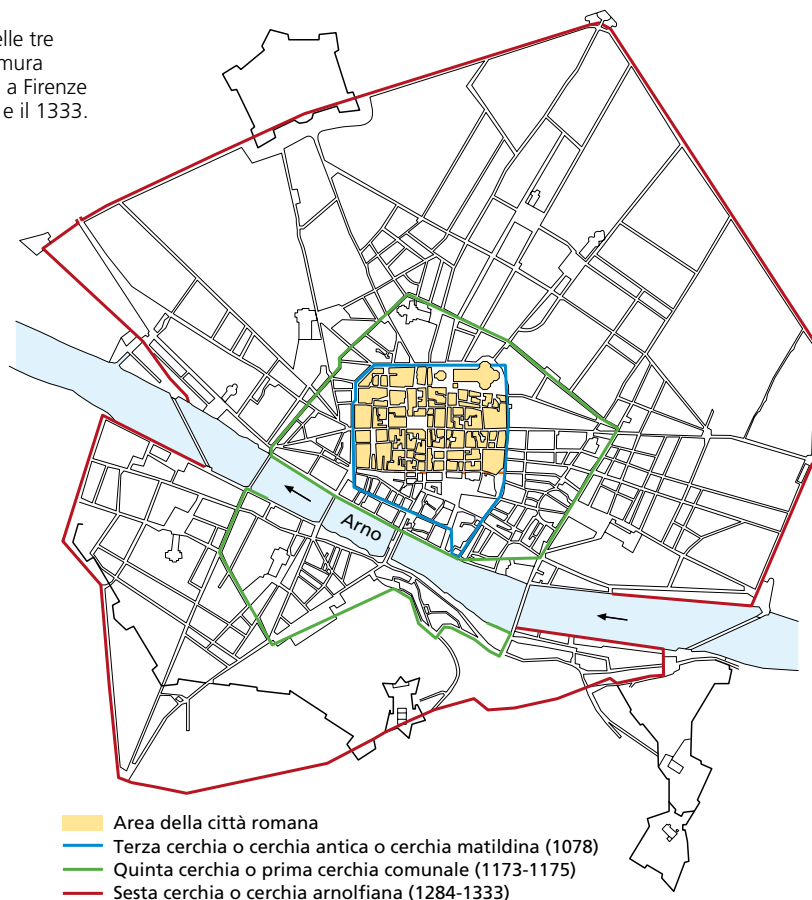 elle tre
mura
a Firenze
e il 1333.
Arno
Area della città romana
Terza cerchia o cerchia antica o cerchia matildina (1078)
Quinta cerchia o prima cerchia comunale (1173-1175)
Sesta cerchia o cerchia arnolfiana (1284-1333)